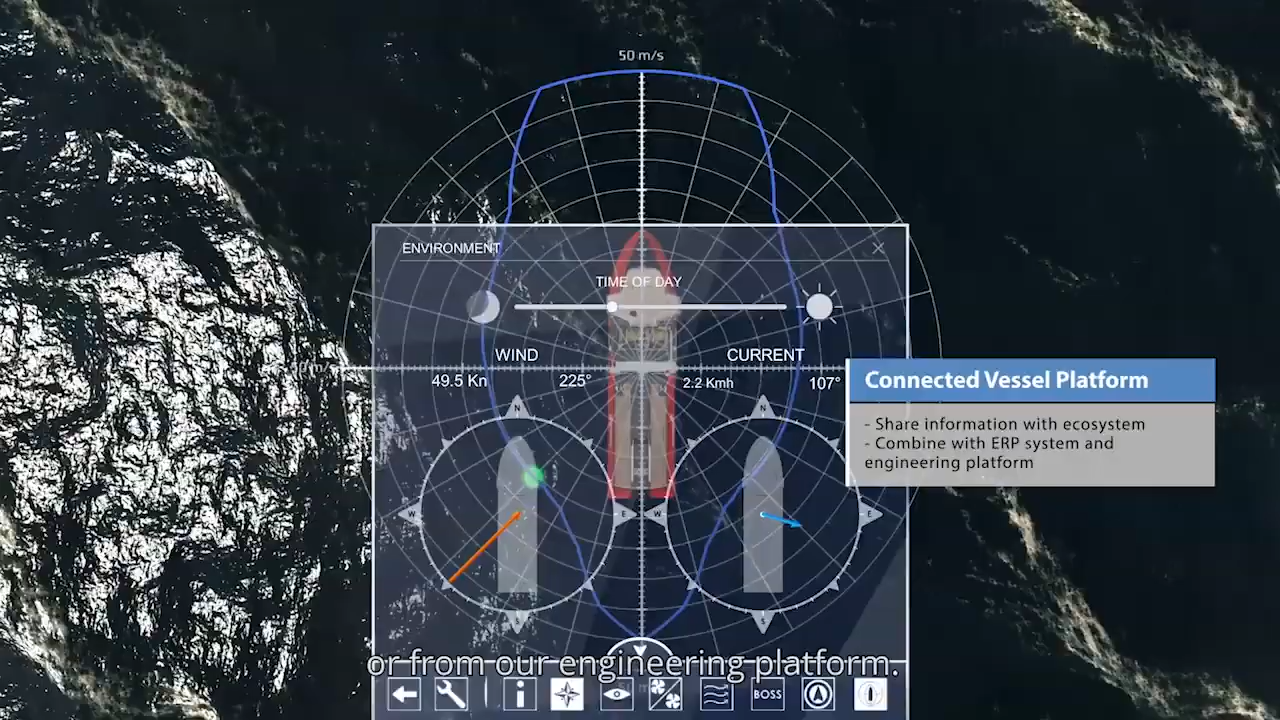 50 m/s
ENVIRONMENT
TIME OF DAY
50 m/s
WIND
CURRENT
49.5 Kn
225°
2.2 Kmh
107°
Connected Vessel Platform
- Share information with ecosystem
- Combine with ERP system and
engineering platform
N
N
W
E
W
E
S
S
or from our engineering platform.
BOSS